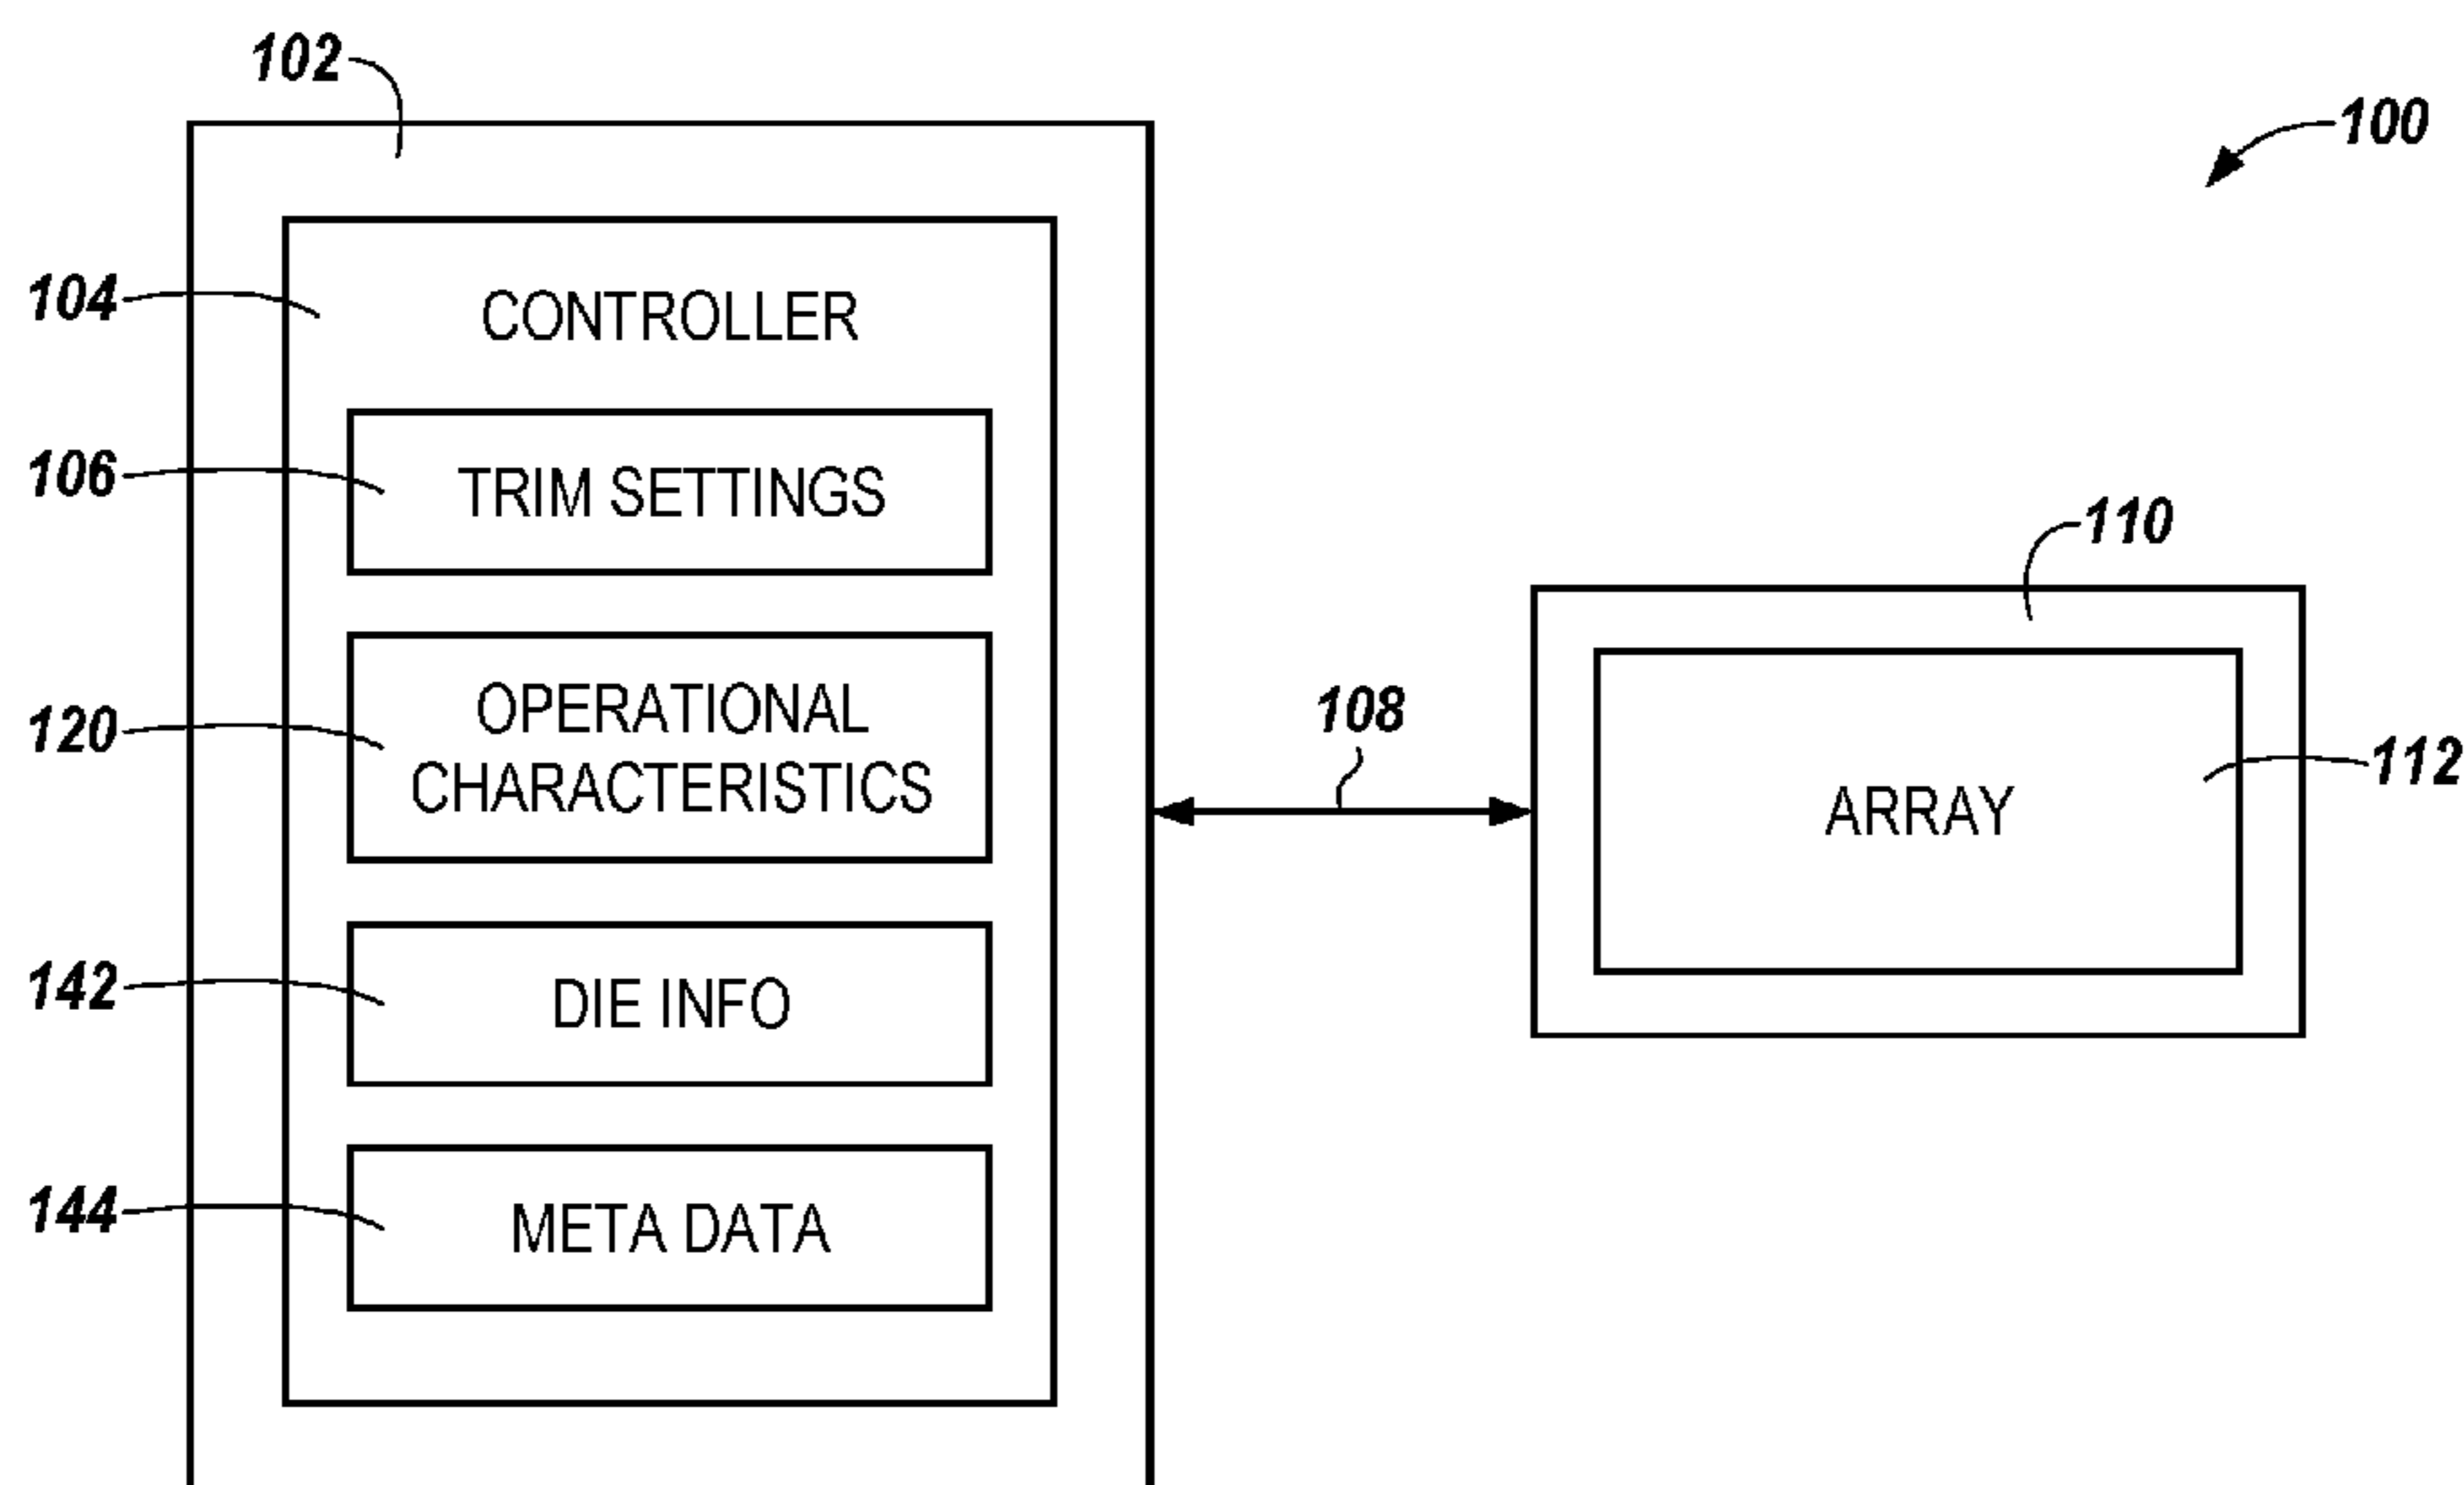 102
100
104
CONTROLLER
106
TRIM SETTINGS
110
120
OPERATIONAL
CHARACTERISTICS
108
112
ARRAY
142
DIE INFO
144
META DATA